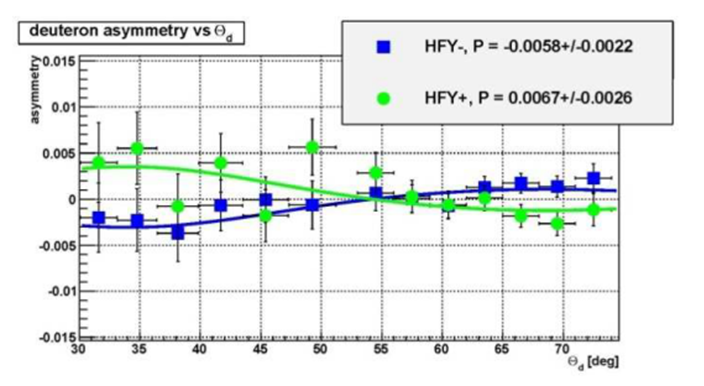 deuteron asymmetry vs Θd
HFY-, P = -0.0058+/-0.0022
HFY+, P = 0.0067+/-0.0026
asymmetry
0.015
0.01
0.005
0
-0.005
-0.01
-0.015
30 35 40 45 50 55 60 65 70
Θd [deg]